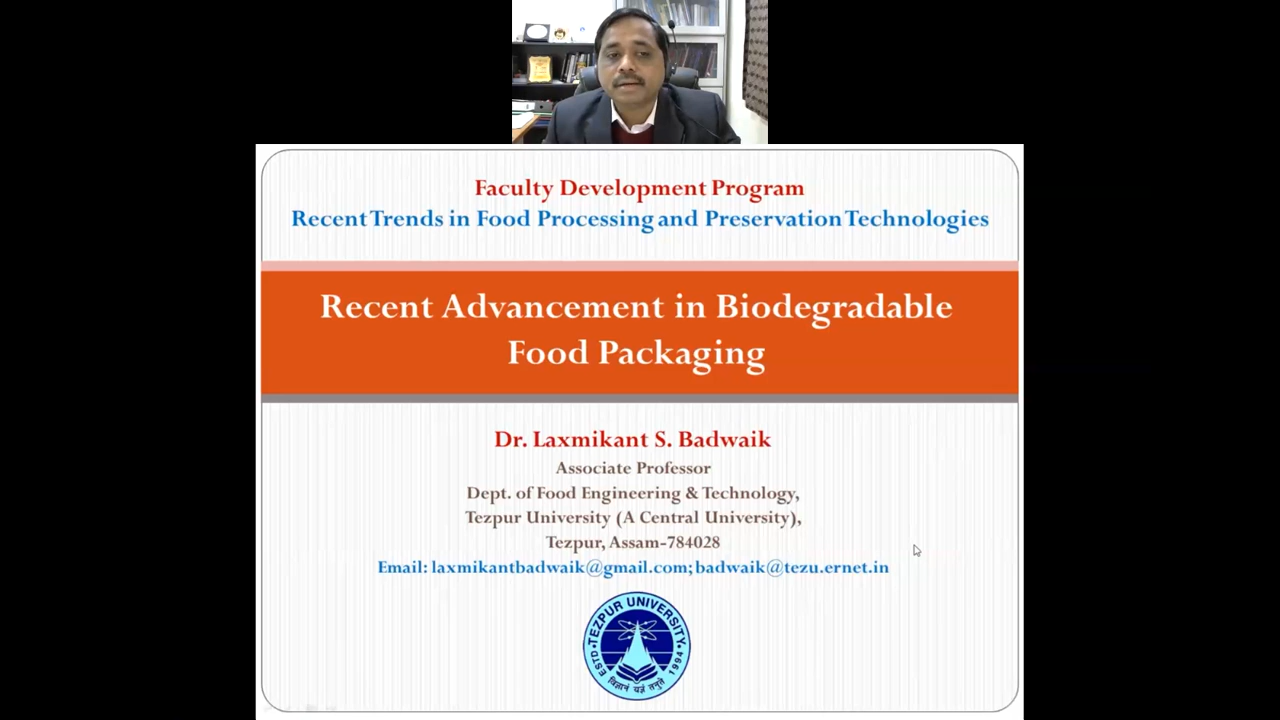 Faculty Development Program
Recent Trends in Food Processing and Preservation Technologies
Recent Advancement in Biodegradable
Food Packaging
Dr. Laxmikant S. Badwaik
Associate Professor
Dept. of Food Engineering & Technology,
Tezpur University (A Central University),
Tezpur, Assam-784028
Email: laxmikantbadwaik@gmail.com; badwaik@tezu.ernet.in
TEZPUR UNIVERSITY
ESTD 1994
विज्ञानं यज्ञं तनुते